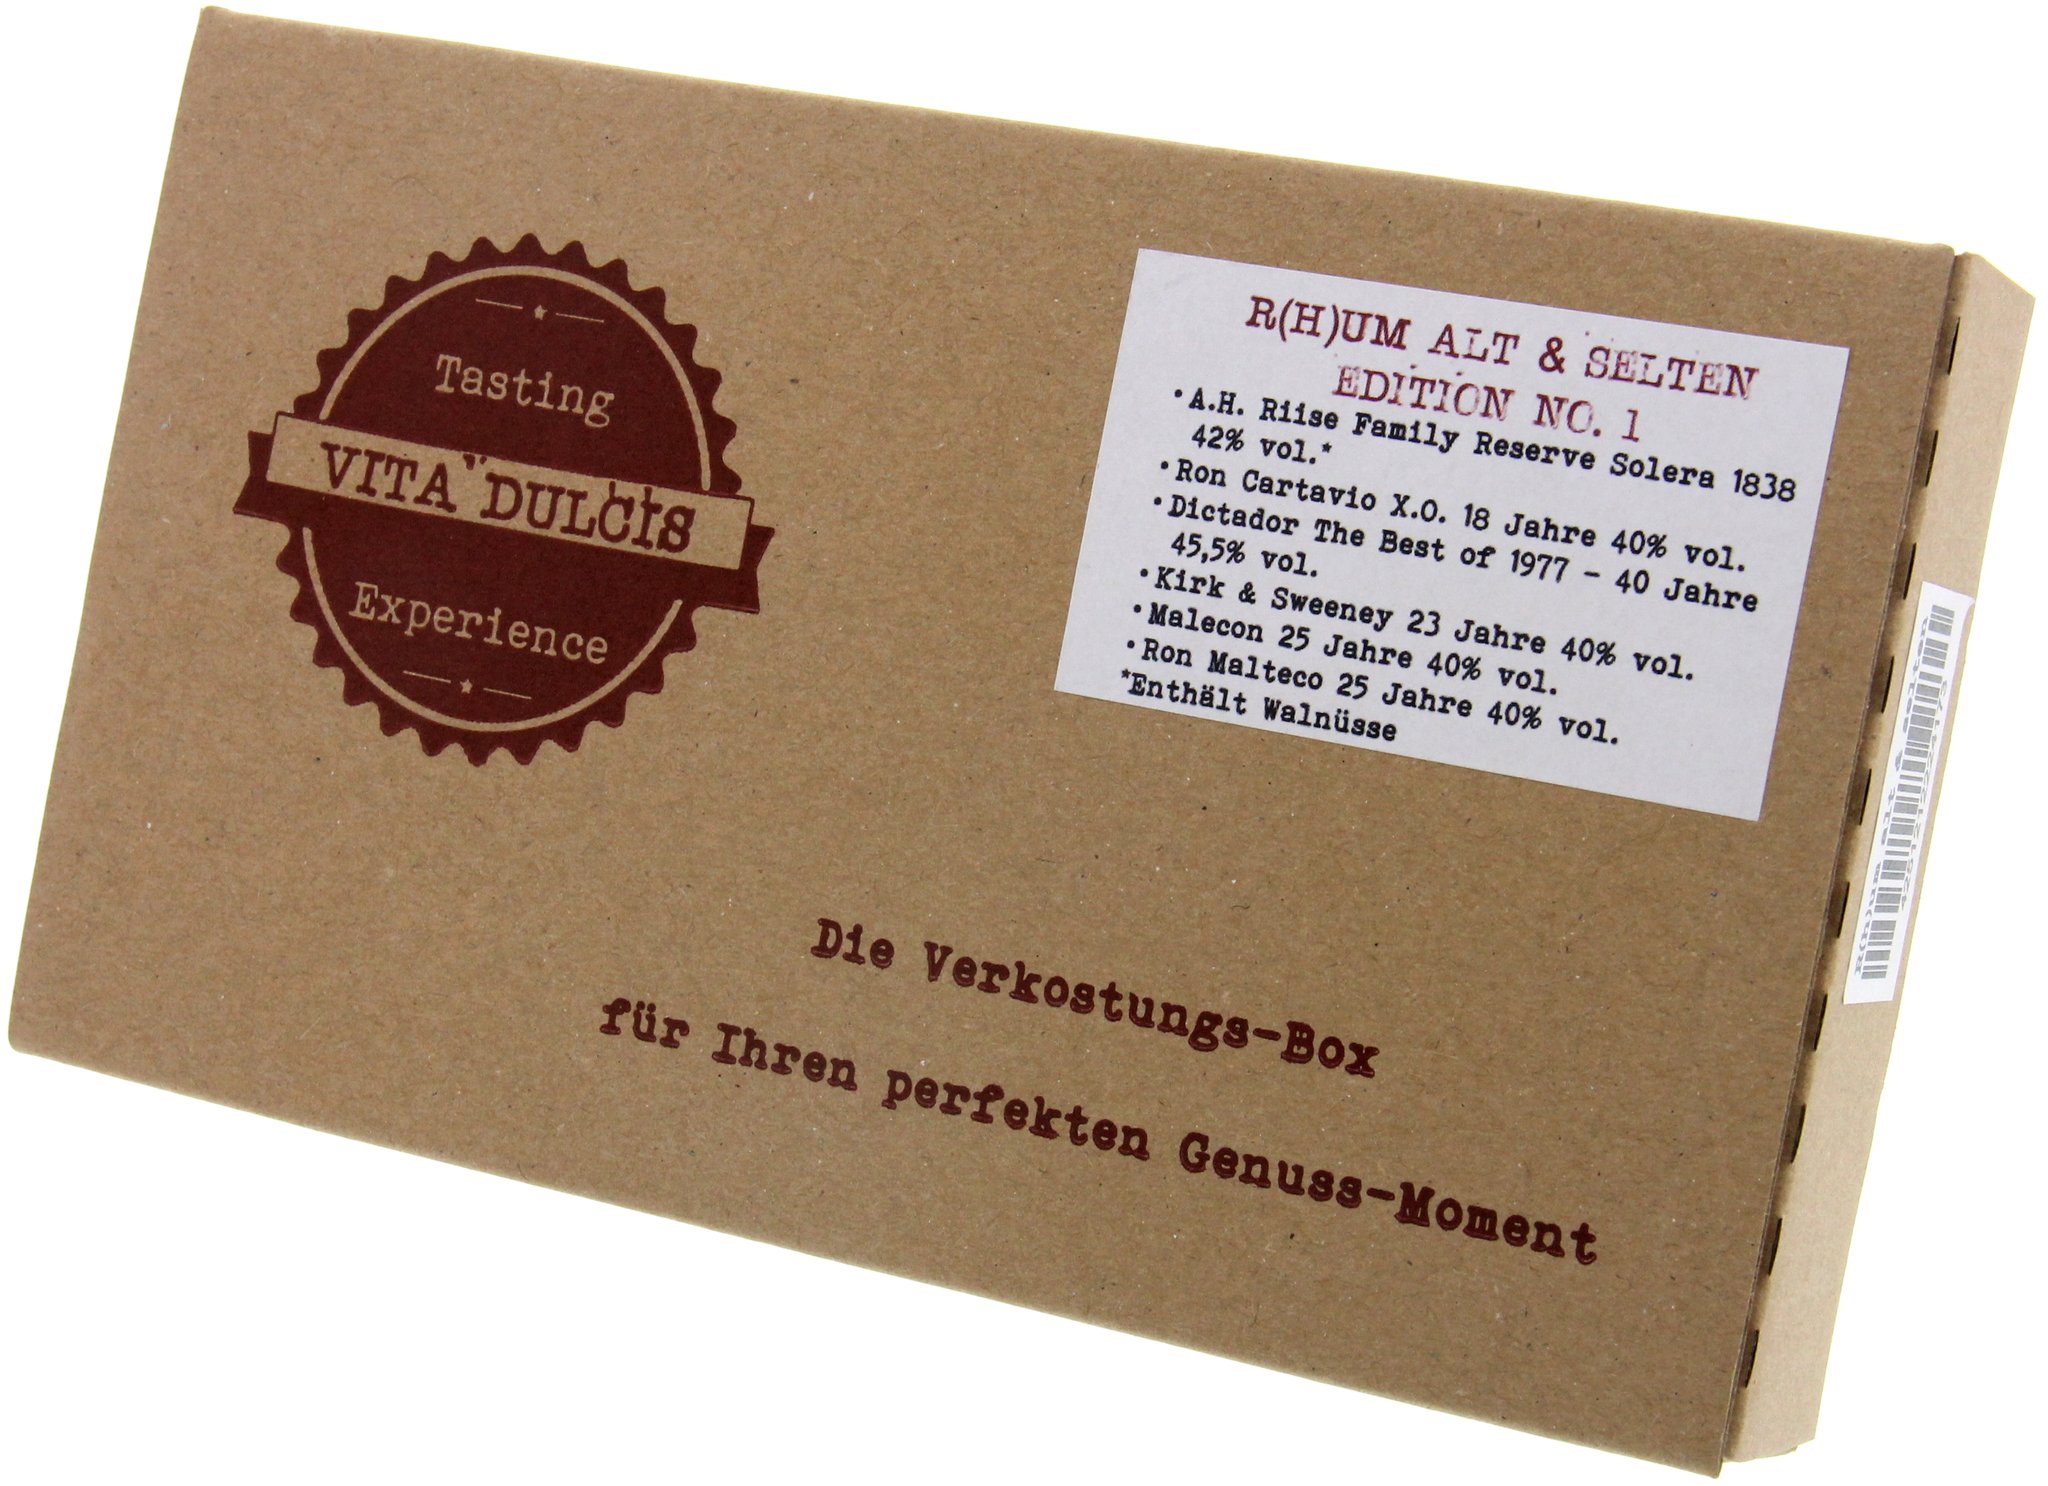 Tasting
VITA DULCIS
Experience
R(H)UM ALT & SELTEN
EDITION NO. 1
•A.H. Riise Family Reserve Solera 1838
42% vol.*
•Ron Cartavio X.O. 18 Jahre 40% vol.
•Dictador The Best of 1977 - 40 Jahre
45,5% vol.
•Kirk & Sweeney 23 Jahre 40% vol.
•Malecon 25 Jahre 40% vol.
•Ron Malteco 25 Jahre 40% vol.
*Enthält Walnüsse
Die Verkostungs-Box
für Ihren perfekten Genuss-Moment
R(h)um alt & selten